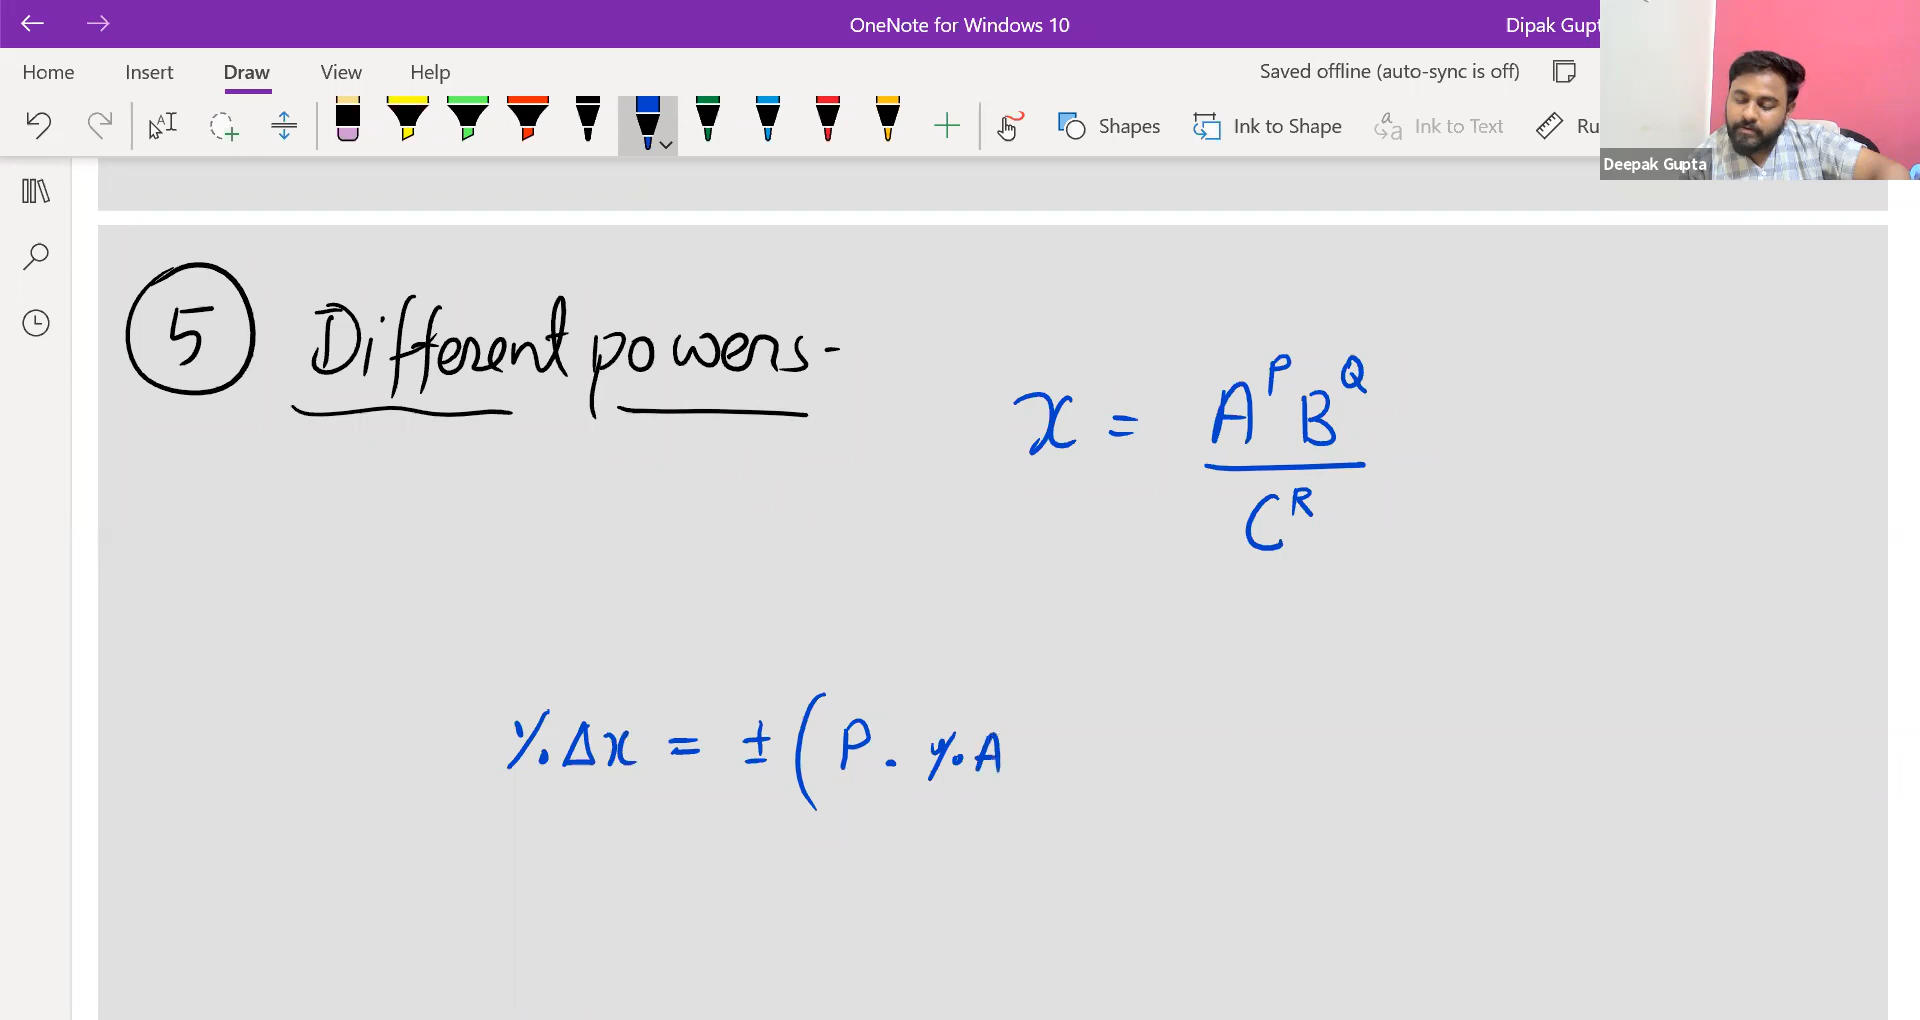 OneNote for Windows 10
Dipak Gupt
Home Insert Draw View Help
Saved offline (auto-sync is off)
Shapes Ink to Shape Ink to Text Ru
Deepak Gupta
5 Different powers-
x = A^P B^Q / C^R
%Δx = ± ( P. %A